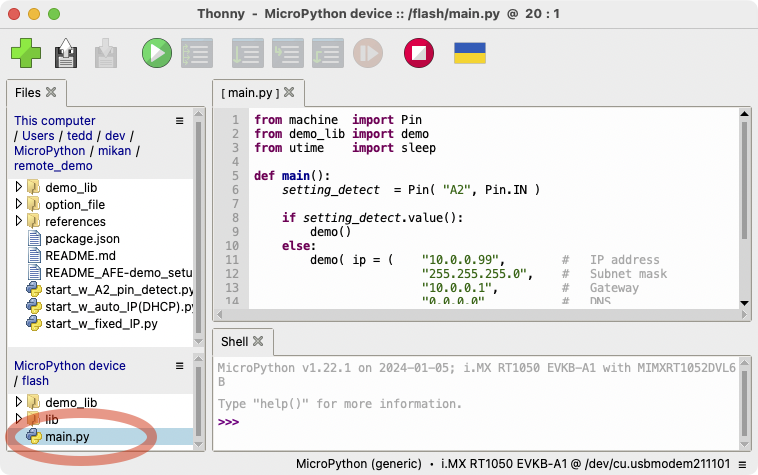 Thonny - MicroPython device :: /flash/main.py @ 20 : 1
Files
This computer
/ Users / tedd / dev /
MicroPython / mikan /
remote_demo
demo_lib
option_file
references
package.json
README.md
README_AFE-demo_setu
start_w_A2_pin_detect.py
start_w_auto_IP(DHCP).py
start_w_fixed_IP.py
MicroPython device
/ flash
demo_lib
lib
main.py
[ main.py ]
1 from machine import Pin
2 from demo_lib import demo
3 from utime import sleep
4
5 def main():
6 setting_detect = Pin( "A2", Pin.IN )
7
8 if setting_detect.value():
9 demo()
10 else:
11 demo( ip = ( "10.0.0.99", # IP address
12 "255.255.255.0", # Subnet mask
13 "10.0.0.1", # Gateway
14 "0.0.0.0" # DNS
Shell
MicroPython v1.22.1 on 2024-01-05; i.MX RT1050 EVKB-A1 with MIMXRT1052DVL6
B
Type "help()" for more information.
>>>
MicroPython (generic) • i.MX RT1050 EVKB-A1 @ /dev/cu.usbmodem211101